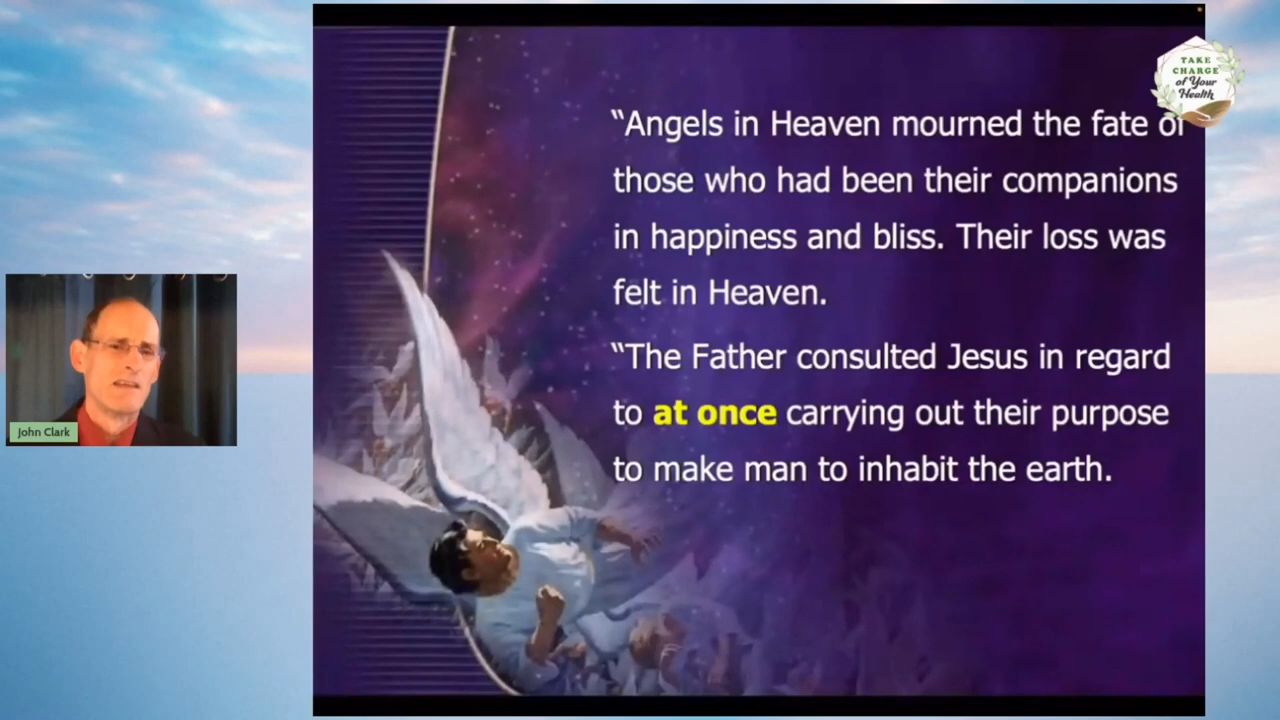 TAKE
CHARGE
of Your
Health
“Angels in Heaven mourned the fate of
those who had been their companions
in happiness and bliss. Their loss was
felt in Heaven.
“The Father consulted Jesus in regard
to at once carrying out their purpose
to make man to inhabit the earth.
John Clark